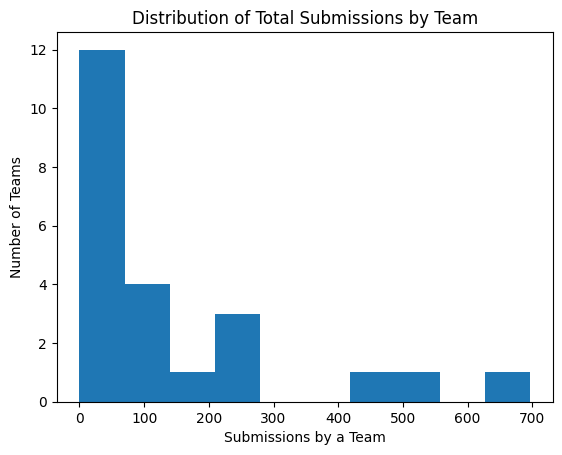 Distribution of Total Submissions by Team
Number of Teams
12
10
8
6
4
2
0
0 100 200 300 400 500 600 700
Submissions by a Team